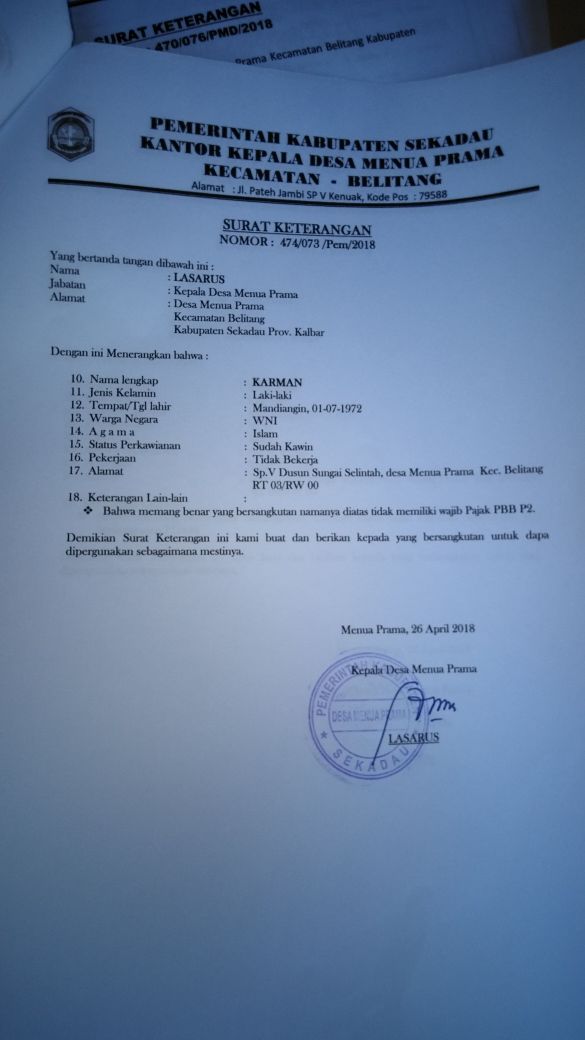 SURAT KETERANGAN
470/076/PMD/2018
Prama Kecamatan Belitang Kabupaten
PEMERINTAH KABUPATEN SEKADAU
KANTOR KEPALA DESA MENUA PRAMA
KECAMATAN - BELITANG
Alamat : Jl. Pateh Jambi SP V Kenuak, Kode Pos : 79588
SURAT KETERANGAN
NOMOR : 474/073 /Pem/2018
Yang bertanda tangan dibawah ini :
Nama : LASARUS
Jabatan : Kepala Desa Menua Prama
Alamat : Desa Menua Prama
Kecamatan Belitang
Kabupaten Sekadau Prov. Kalbar
Dengan ini Menerangkan bahwa :
10. Nama lengkap : KARMAN
11. Jenis Kelamin : Laki-laki
12. Tempat/Tgl lahir : Mandiangin, 01-07-1972
13. Warga Negara : WNI
14. A g a m a : Islam
15. Status Perkawianan : Sudah Kawin
16. Pekerjaan : Tidak Bekerja
17. Alamat : Sp.V Dusun Sungai Selintah, desa Menua Prama Kec. Belitang
RT 03/RW 00
18. Keterangan Lain-lain :
❖ Bahwa memang benar yang bersangkutan namanya diatas tidak memiliki wajib Pajak PBB P2.
Demikian Surat Keterangan ini kami buat dan berikan kepada yang bersangkutan untuk dapa
dipergunakan sebagaimana mestinya.
Menua Prama, 26 April 2018
Kepala Desa Menua Prama
PEMERINTAH
DESA MENUA PRAMA
SEKADAU
LASARUS